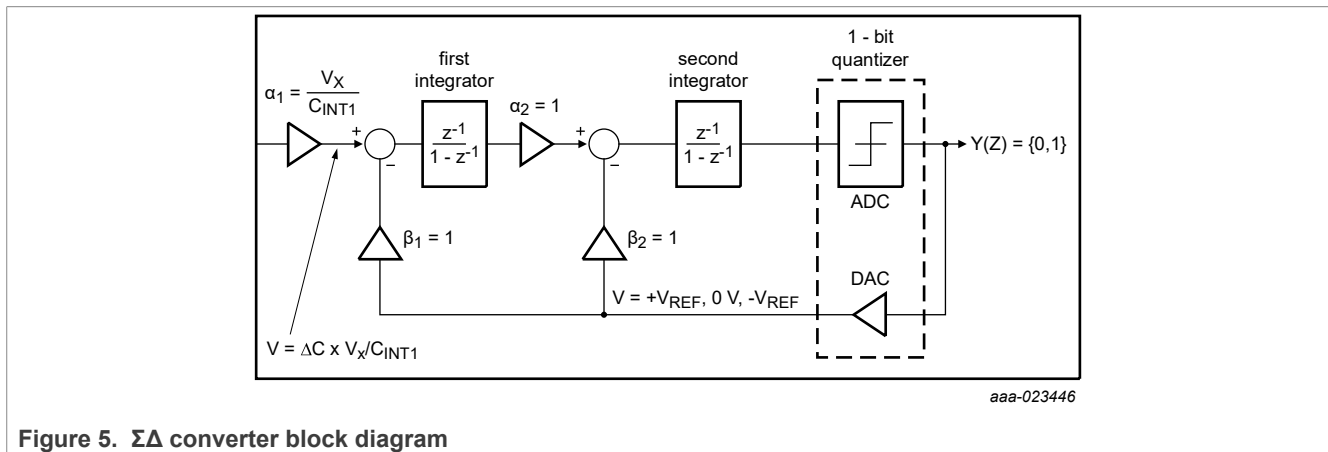 1 - bit
quantizer
first
integrator
second
integrator
α1 = VX
CINT1
z-1
1 - z-1
α2 = 1
z-1
1 - z-1
+
−
+
−
Y(Z) = {0,1}
ADC
β1 = 1
β2 = 1
DAC
V = +VREF, 0 V, -VREF
V = ΔC x Vx/CINT1
aaa-023446
Figure 5. ΣΔ converter block diagram